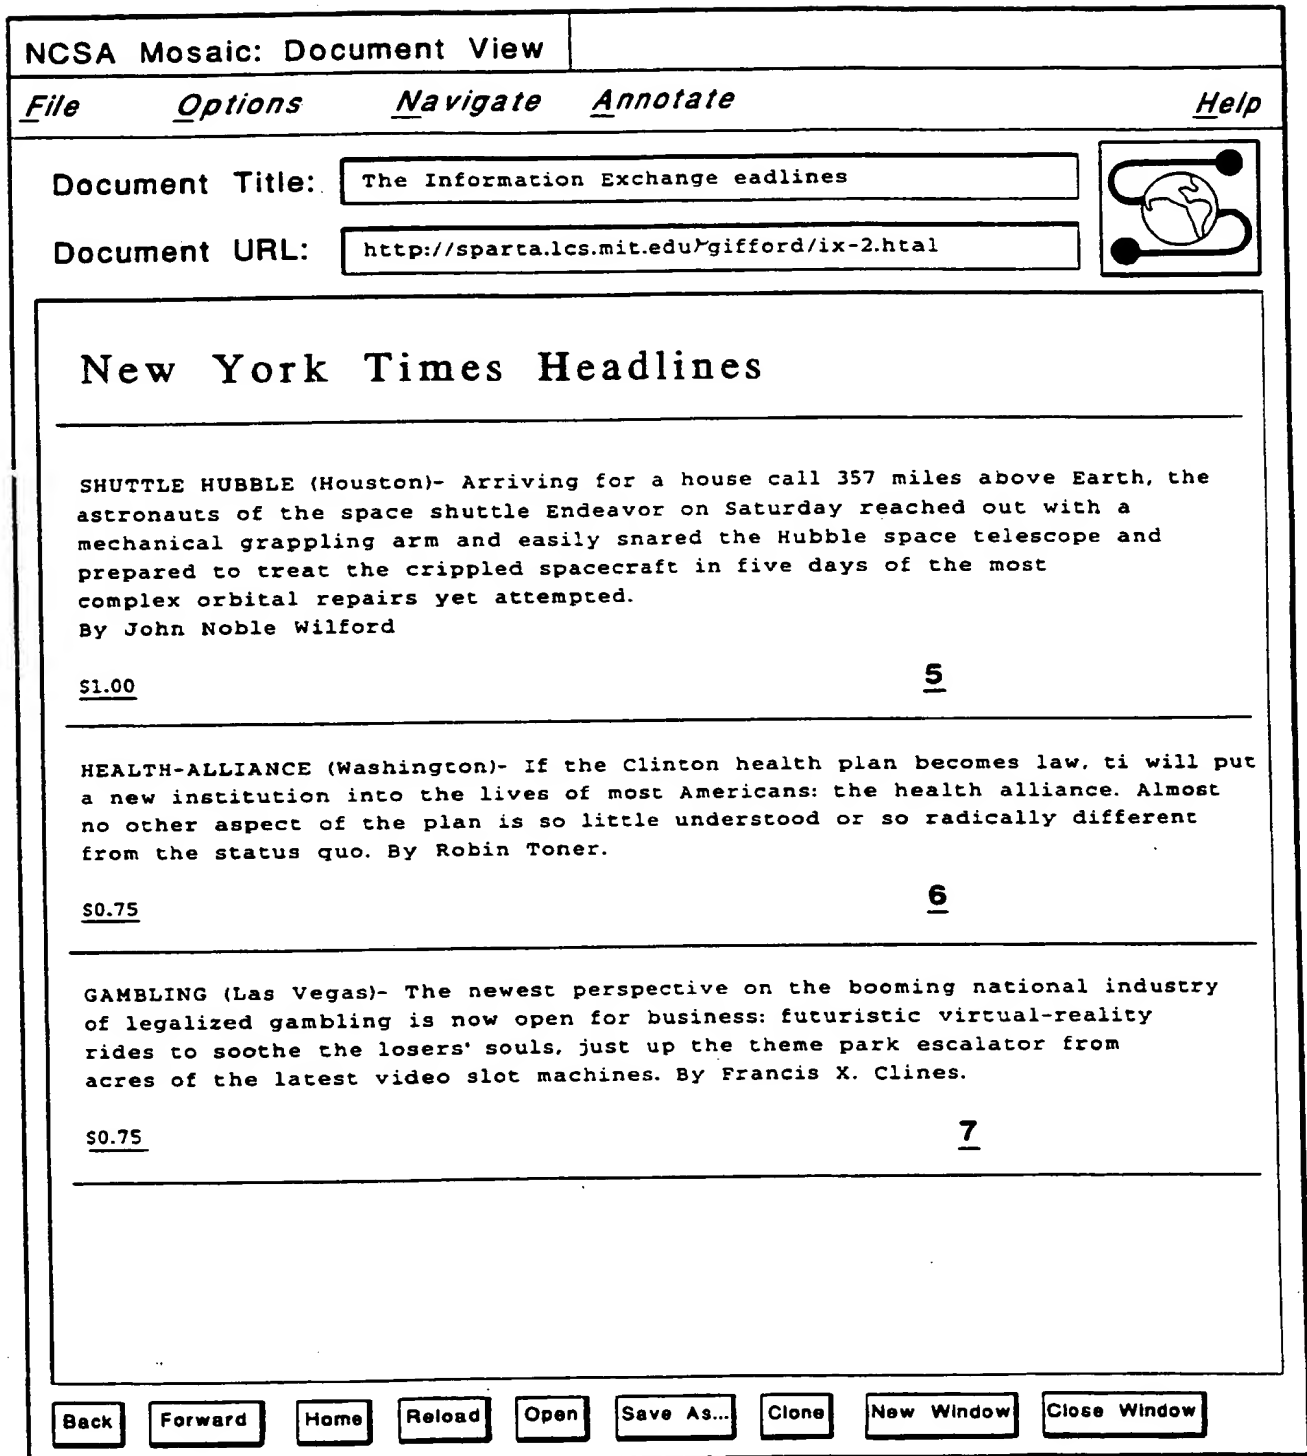 NCSA Mosaic: Document View
File Options Navigate Annotate Help
Document Title: The Information Exchange eadlines
Document URL: http://sparta.lcs.mit.edu/gifford/ix-2.htal
New York Times Headlines
SHUTTLE HUBBLE (Houston)- Arriving for a house call 357 miles above Earth, the
astronauts of the space shuttle Endeavor on Saturday reached out with a
mechanical grappling arm and easily snared the Hubble space telescope and
prepared to treat the crippled spacecraft in five days of the most
complex orbital repairs yet attempted.
By John Noble Wilford
$1.00 5
HEALTH-ALLIANCE (Washington)- If the Clinton health plan becomes law, ti will put
a new institution into the lives of most Americans: the health alliance. Almost
no other aspect of the plan is so little understood or so radically different
from the status quo. By Robin Toner.
$0.75 6
GAMBLING (Las Vegas)- The newest perspective on the booming national industry
of legalized gambling is now open for business: futuristic virtual-reality
rides to soothe the losers' souls, just up the theme park escalator from
acres of the latest video slot machines. By Francis X. Clines.
$0.75 7
Back Forward Home Reload Open Save As... Clone New Window Close Window